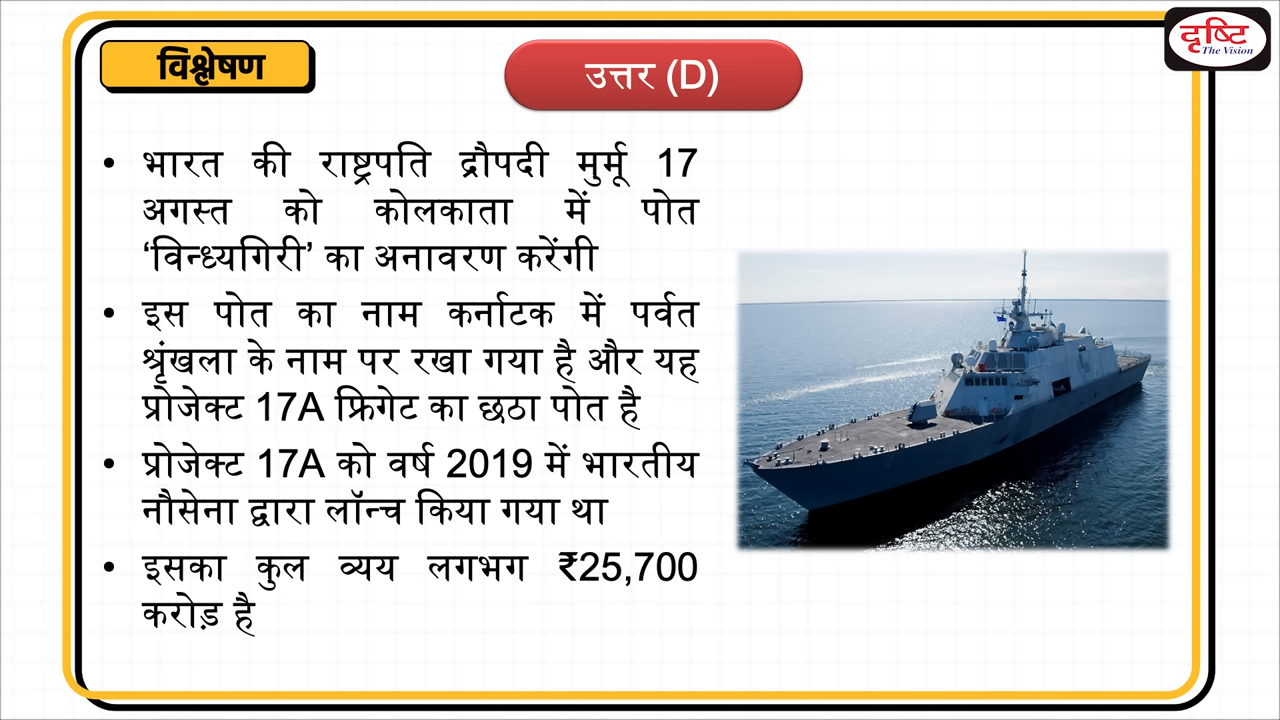 विश्लेषण
उत्तर (D)
दृष्टि
The Vision
• भारत की राष्ट्रपति द्रौपदी मुर्मू 17
अगस्त को कोलकाता में पोत
‘विन्ध्यगिरी’ का अनावरण करेंगी
• इस पोत का नाम कर्नाटक में पर्वत
श्रृंखला के नाम पर रखा गया है और यह
प्रोजेक्ट 17A फ्रिगेट का छठा पोत है
• प्रोजेक्ट 17A को वर्ष 2019 में भारतीय
नौसेना द्वारा लॉन्च किया गया था
• इसका कुल व्यय लगभग ₹25,700
करोड़ है